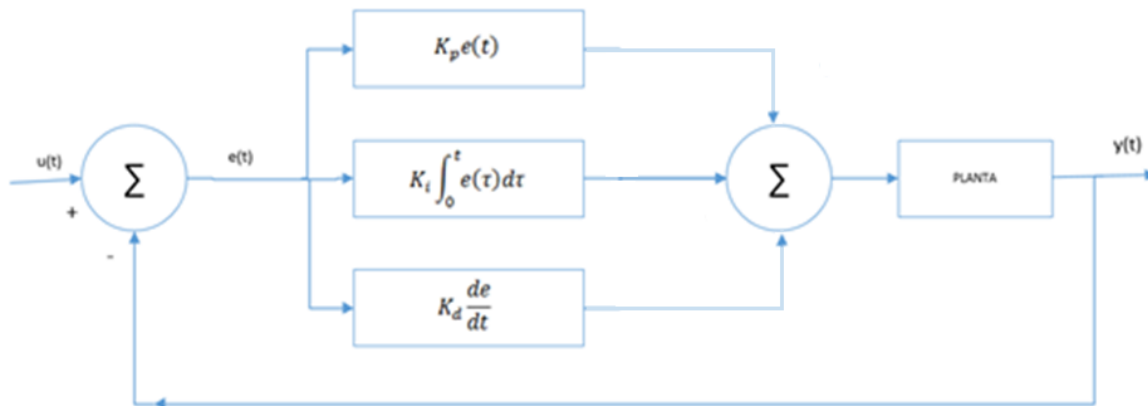 K_p e(t)
u(t)
Σ
e(t)
K_i ∫_0^t e(τ)dτ
Σ
PLANTA
y(t)
+
-
K_d de/dt